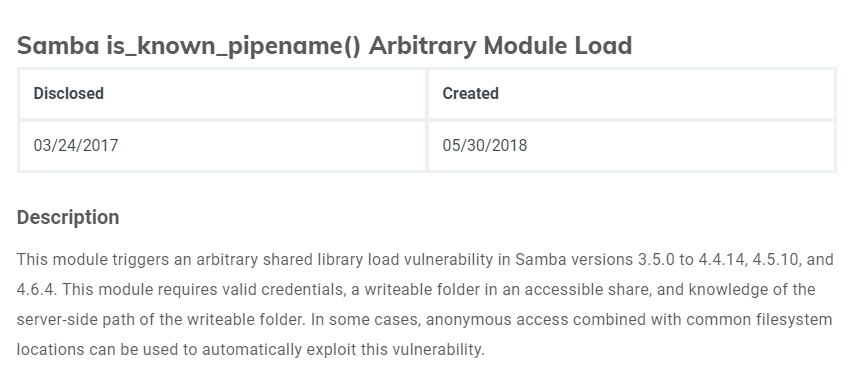 Samba is_known_pipename() Arbitrary Module Load
Disclosed Created
03/24/2017 05/30/2018
Description
This module triggers an arbitrary shared library load vulnerability in Samba versions 3.5.0 to 4.4.14, 4.5.10, and
4.6.4. This module requires valid credentials, a writeable folder in an accessible share, and knowledge of the
server-side path of the writeable folder. In some cases, anonymous access combined with common filesystem
locations can be used to automatically exploit this vulnerability.